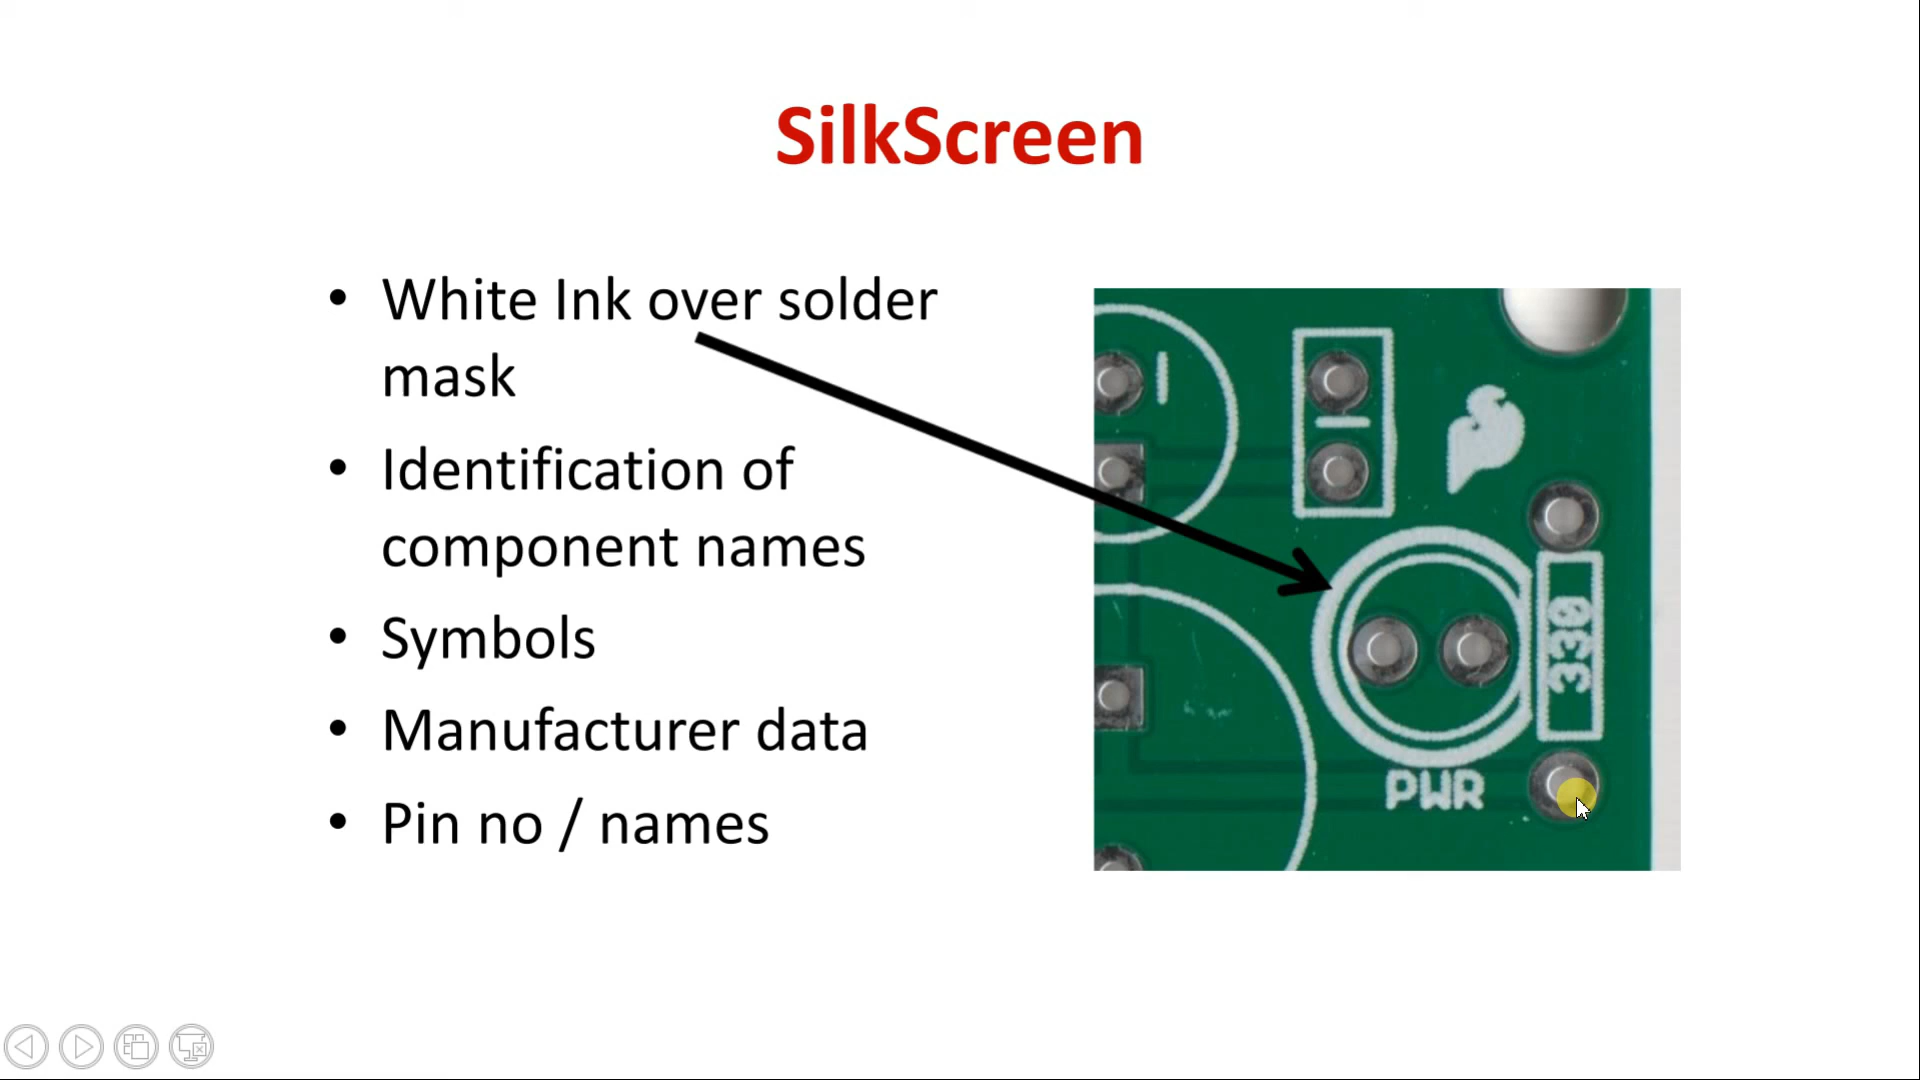 SilkScreen
• White Ink over solder
mask
• Identification of
component names
• Symbols
• Manufacturer data
• Pin no / names
330
PWR